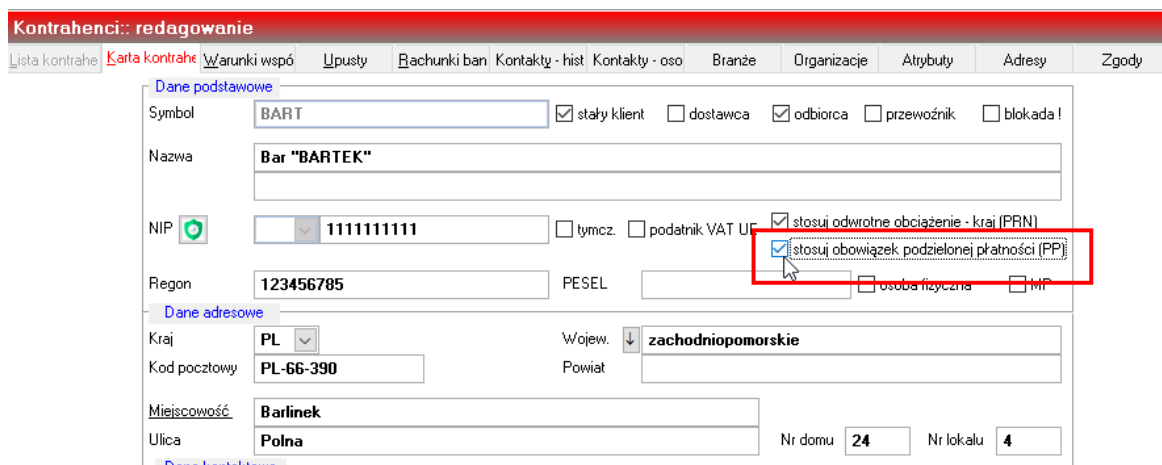 Kontrahenci:: redagowanie
Lista kontrahe Karta kontrahe Warunki wspó Upusty Rachunki ban Kontakty - hist Kontakty - oso Branże Organizacje Atrybuty Adresy Zgody
Dane podstawowe
Symbol BART stały klient dostawca odbiorca przewoźnik blokada !
Nazwa Bar "BARTEK"
NIP 1111111111 tymcz. podatnik VAT UE stosuj odwrotne obciążenie - kraj (PRN)
stosuj obowiązek podzielonej płatności (PP)
Regon 123456785 PESEL osoba fizyczna MP
Dane adresowe
Kraj PL Wojew. zachodniopomorskie
Kod pocztowy PL-66-390 Powiat
Miejscowość Barlinek
Ulica Polna Nr domu 24 Nr lokalu 4
Dane kontaktowe